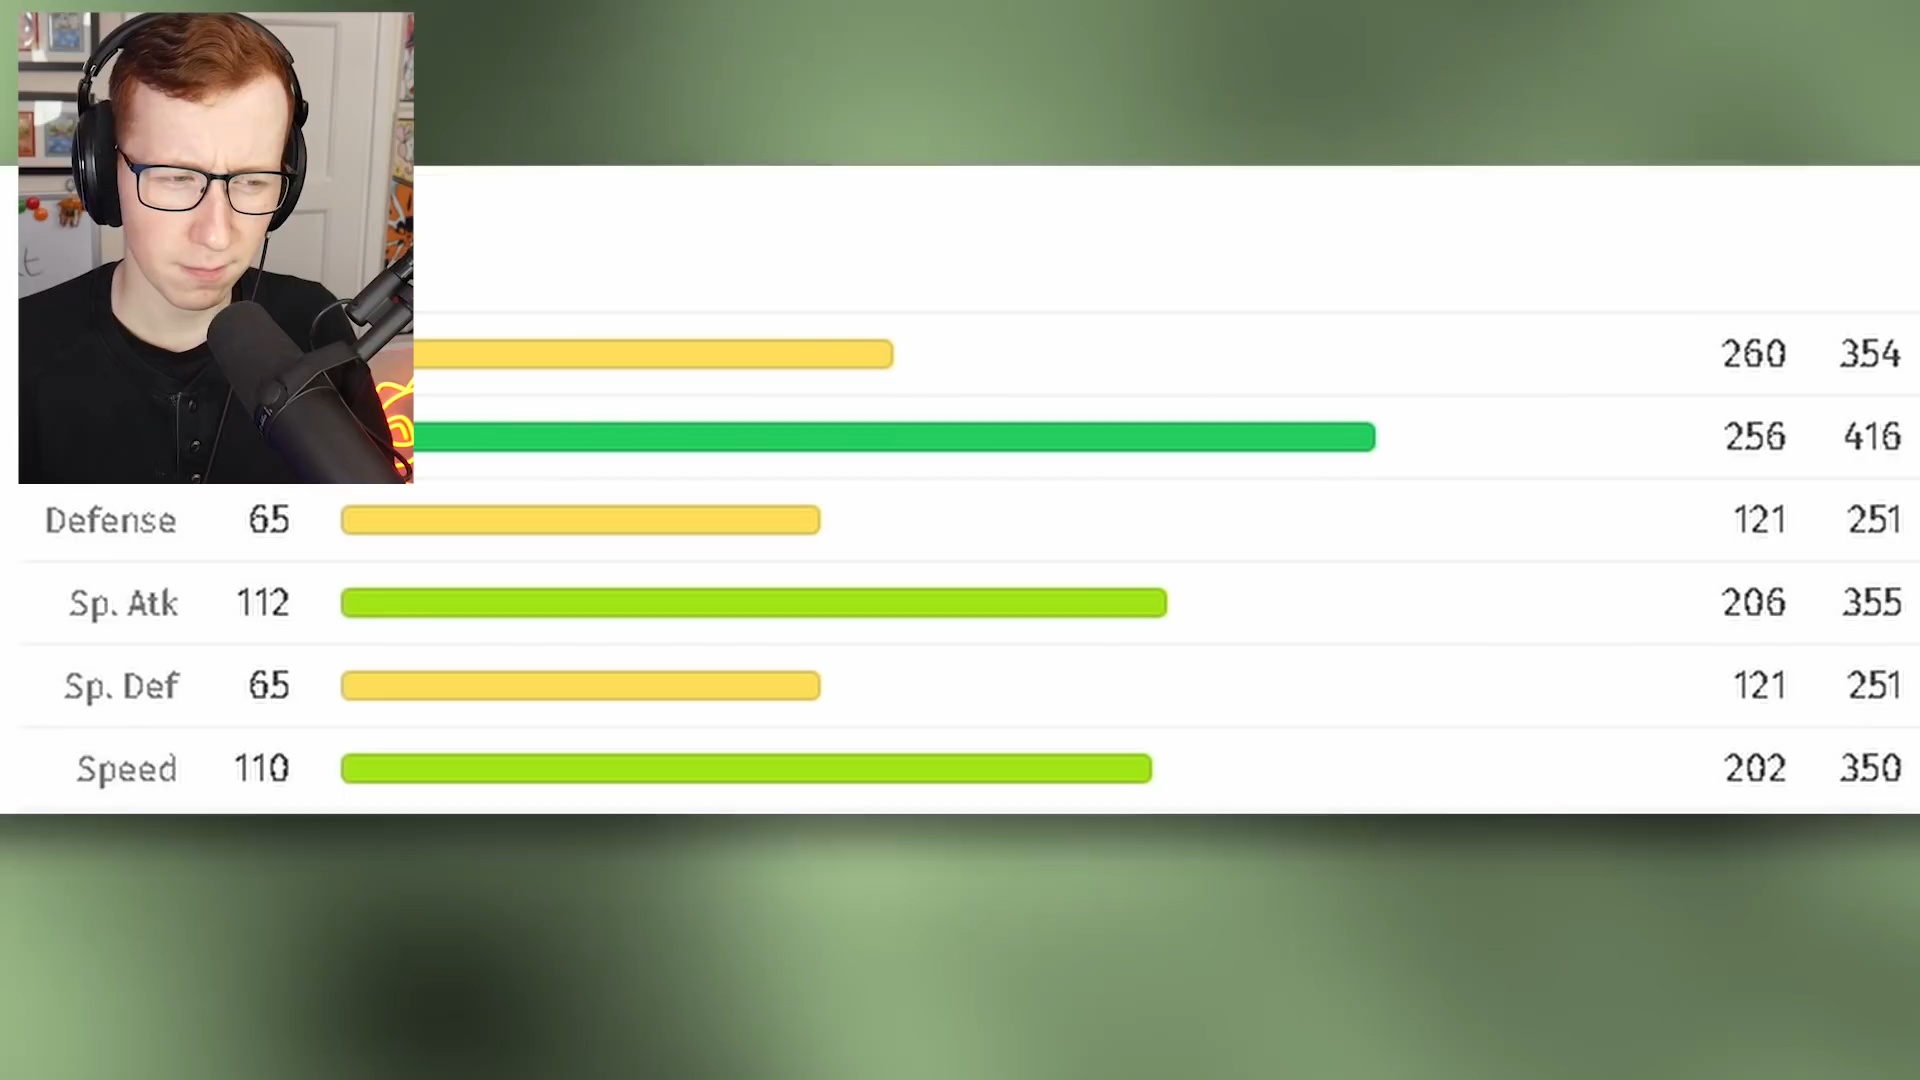 260 354
256 416
Defense 65 121 251
Sp. Atk 112 206 355
Sp. Def 65 121 251
Speed 110 202 350